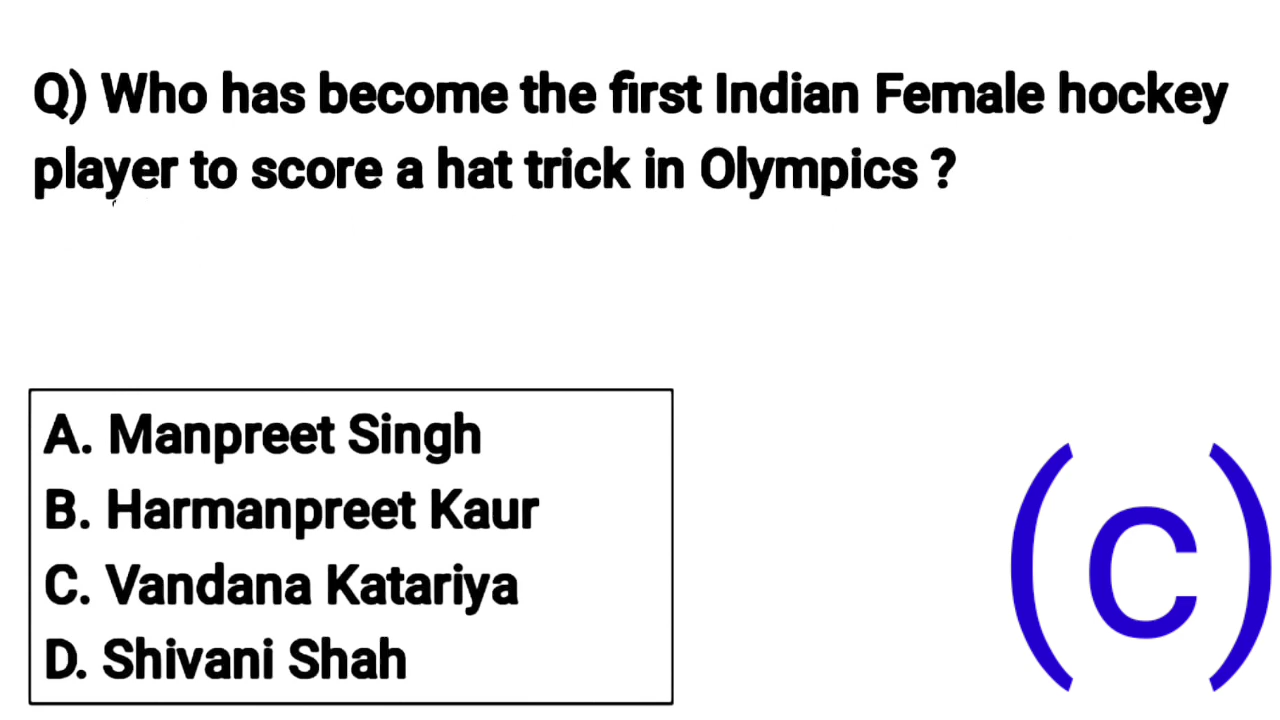 Q) Who has become the first Indian Female hockey
player to score a hat trick in Olympics ?
A. Manpreet Singh
B. Harmanpreet Kaur
C. Vandana Katariya
D. Shivani Shah
(c)